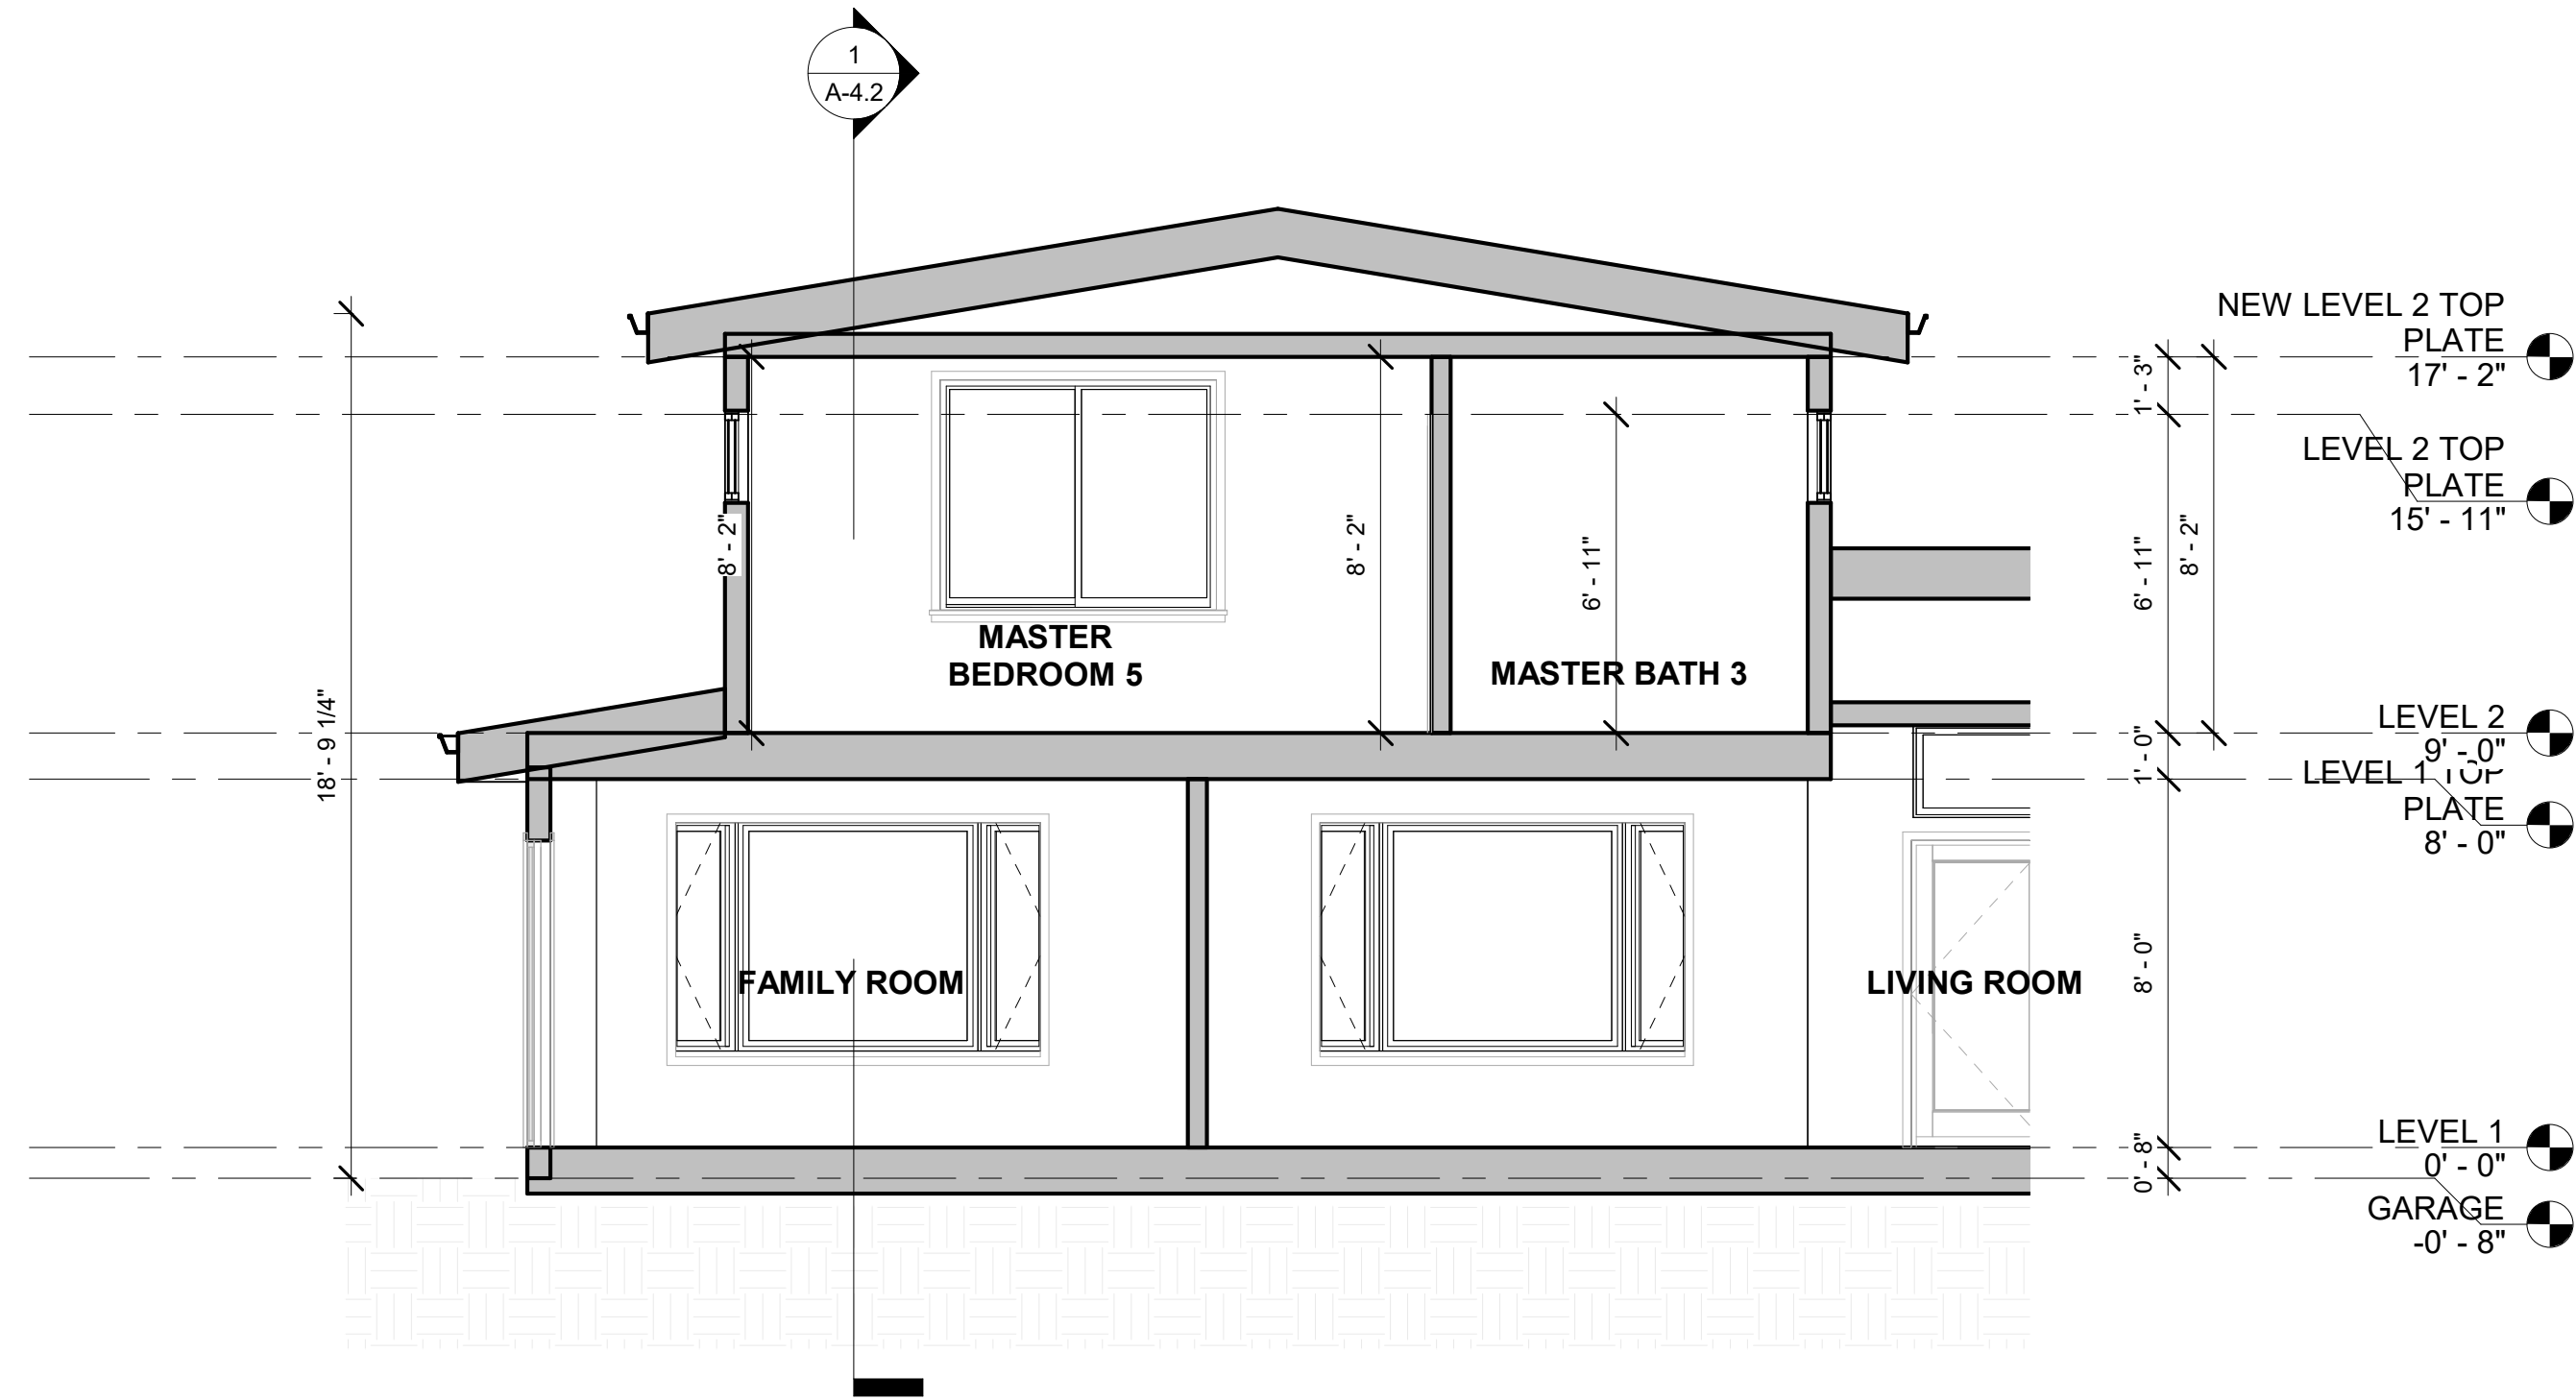 1
A-4.2
NEW LEVEL 2 TOP
PLATE
17' - 2"
1' - 3"
LEVEL 2 TOP
PLATE
15' - 11"
8' - 2"
8' - 2"
6' - 11"
6' - 11"
8' - 2"
MASTER
BEDROOM 5
MASTER BATH 3
18' - 9 1/4"
LEVEL 2
9' - 0"
1' - 0"
LEVEL 1 TOP
PLATE
8' - 0"
FAMILY ROOM
LIVING ROOM
8' - 0"
LEVEL 1
0' - 0"
0' - 8"
GARAGE
-0' - 8"